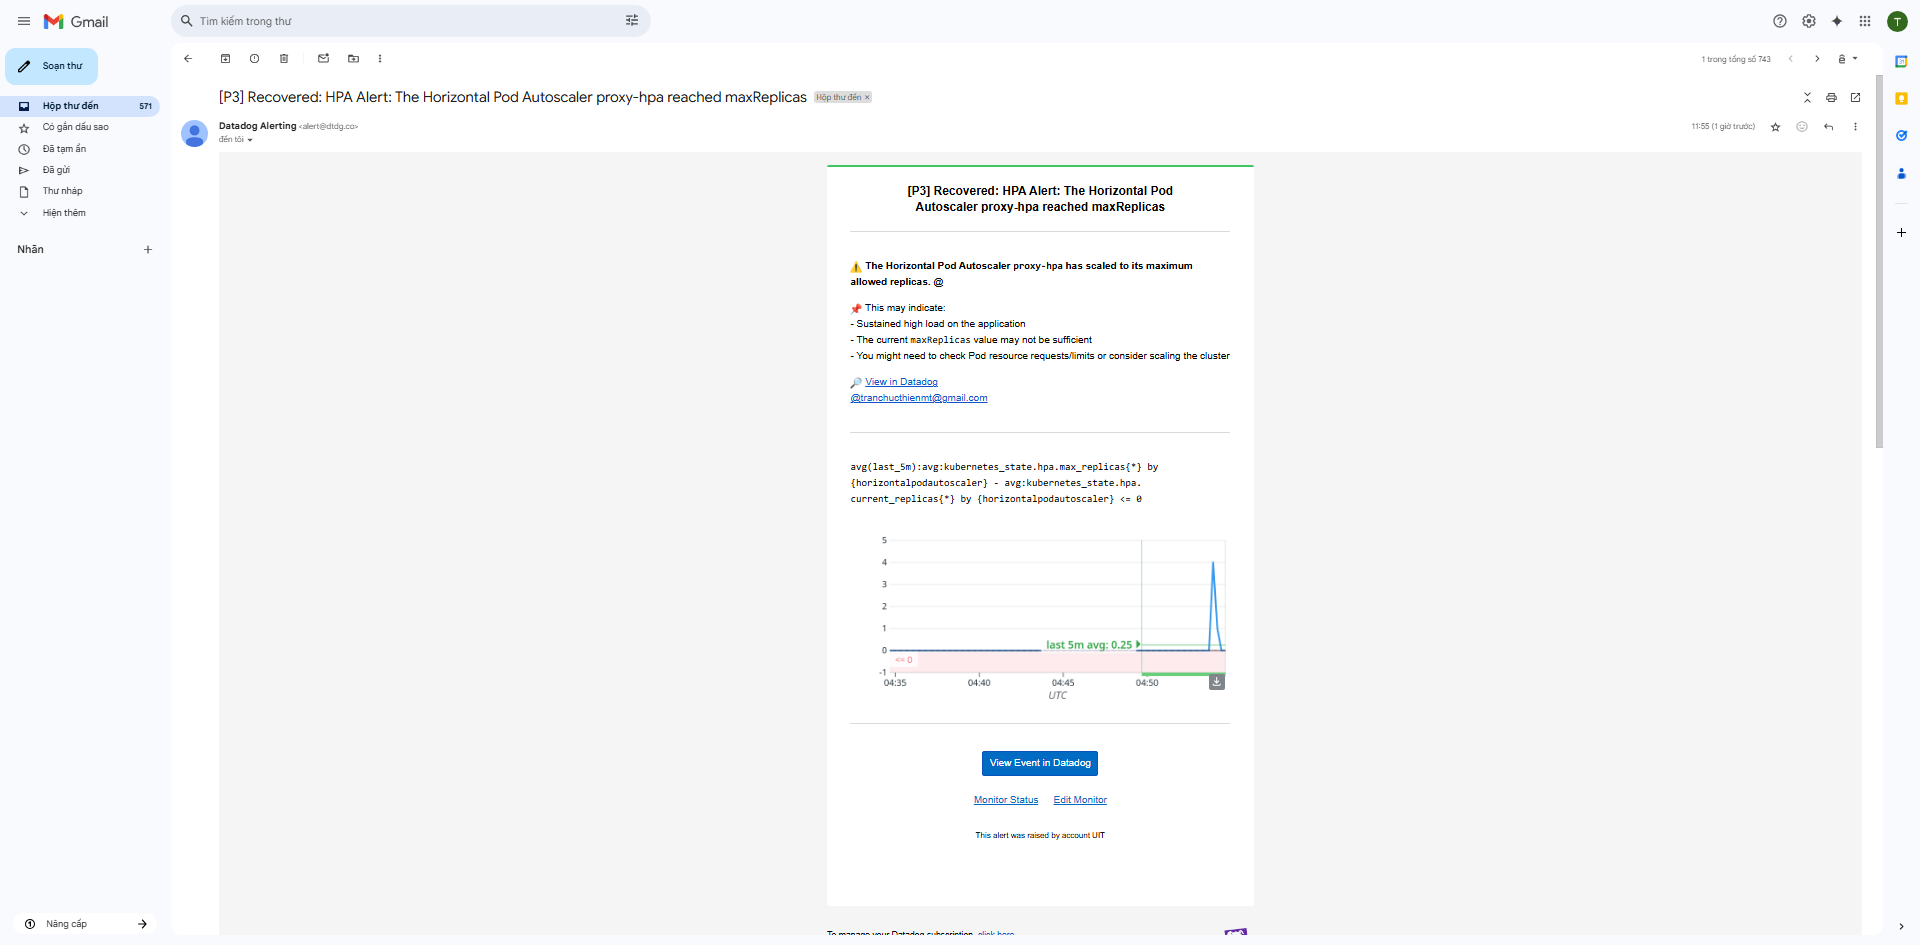 Gmail
Tìm kiếm trong thư
T
Soạn thư
1 trong tổng số 743
Hộp thư đến 571
Có gắn dấu sao
Đã tạm ẩn
Đã gửi
Thư nháp
Hiện thêm
Nhãn
Nâng cấp
[P3] Recovered: HPA Alert: The Horizontal Pod Autoscaler proxy-hpa reached maxReplicas Hộp thư đến ×
Datadog Alerting <alert@dtdg.co>
11:55 (1 giờ trước)
đến tôi
[P3] Recovered: HPA Alert: The Horizontal Pod
Autoscaler proxy-hpa reached maxReplicas
The Horizontal Pod Autoscaler proxy-hpa has scaled to its maximum
allowed replicas. @
This may indicate:
- Sustained high load on the application
- The current maxReplicas value may not be sufficient
- You might need to check Pod resource requests/limits or consider scaling the cluster
View in Datadog
@tranchucthienmt@gmail.com
avg(last_5m):avg:kubernetes_state.hpa.max_replicas{*} by
{horizontalpodautoscaler} - avg:kubernetes_state.hpa.
current_replicas{*} by {horizontalpodautoscaler} <= 0
5
4
3
2
1
0
-1
last 5m avg: 0.25
<= 0
04:35 04:40 04:45 04:50
UTC
View Event in Datadog
Monitor Status Edit Monitor
This alert was raised by account UIT
To manage your Datadog subscription, click here